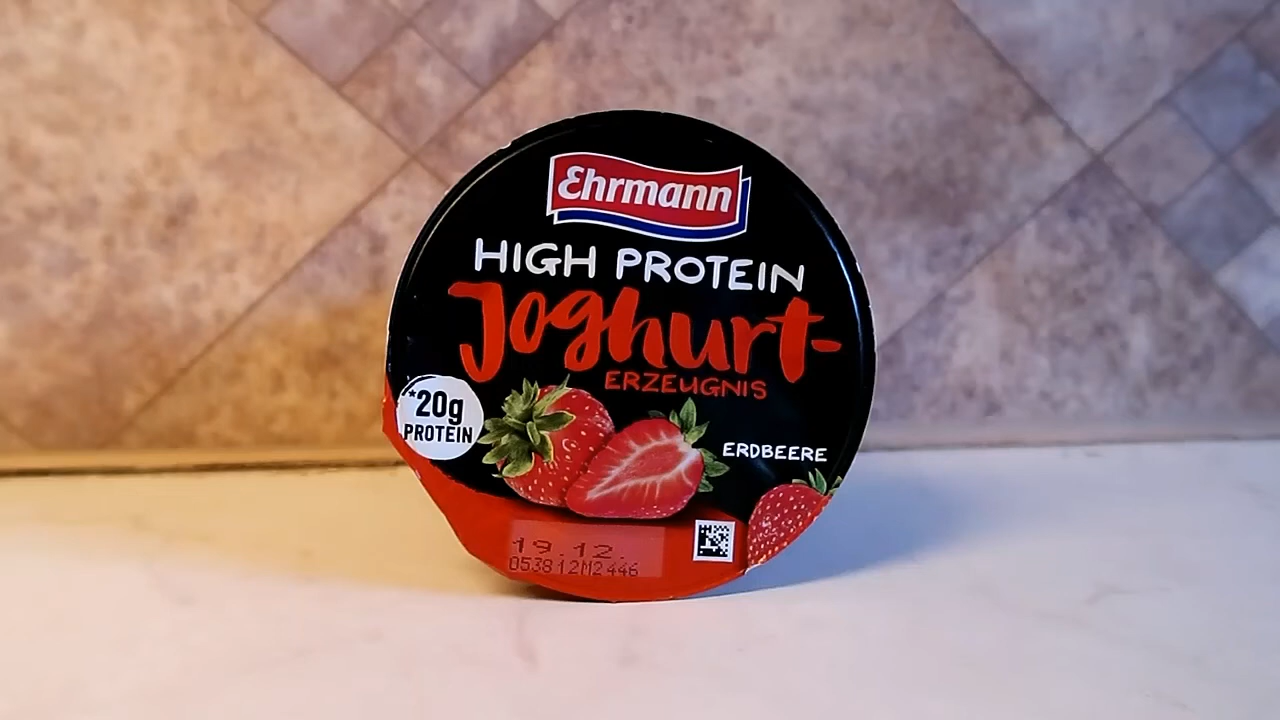 Ehrmann
HIGH PROTEIN
Joghurt-
ERZEUGNIS
*20g
PROTEIN
ERDBEERE
19.12.
053812M2446